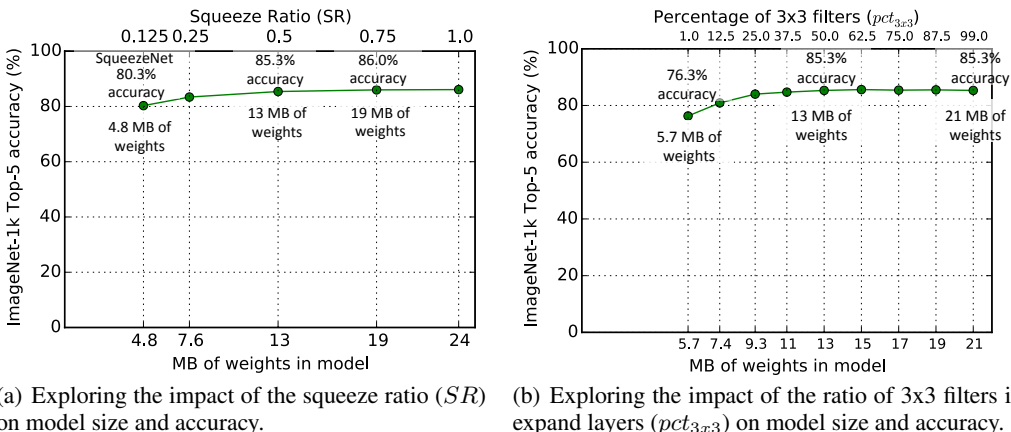 Squeeze Ratio (SR)
0.125 0.25 0.5 0.75 1.0
100
80
60
40
20
0
ImageNet-1k Top-5 accuracy (%)
SqueezeNet
80.3%
accuracy
4.8 MB of
weights
85.3%
accuracy
13 MB of
weights
86.0%
accuracy
19 MB of
weights
4.8 7.6 13 19 24
MB of weights in model
(a) Exploring the impact of the squeeze ratio (SR)
on model size and accuracy.
Percentage of 3x3 filters (pct3x3)
1.0 12.5 25.0 37.5 50.0 62.5 75.0 87.5 99.0
100
80
60
40
20
0
ImageNet-1k Top-5 accuracy (%)
76.3%
accuracy
5.7 MB of
weights
85.3%
accuracy
13 MB of
weights
85.3%
accuracy
21 MB of
weights
5.7 7.4 9.3 11 13 15 17 19 21
MB of weights in model
(b) Exploring the impact of the ratio of 3x3 filters i
expand layers (pct3x3) on model size and accuracy.